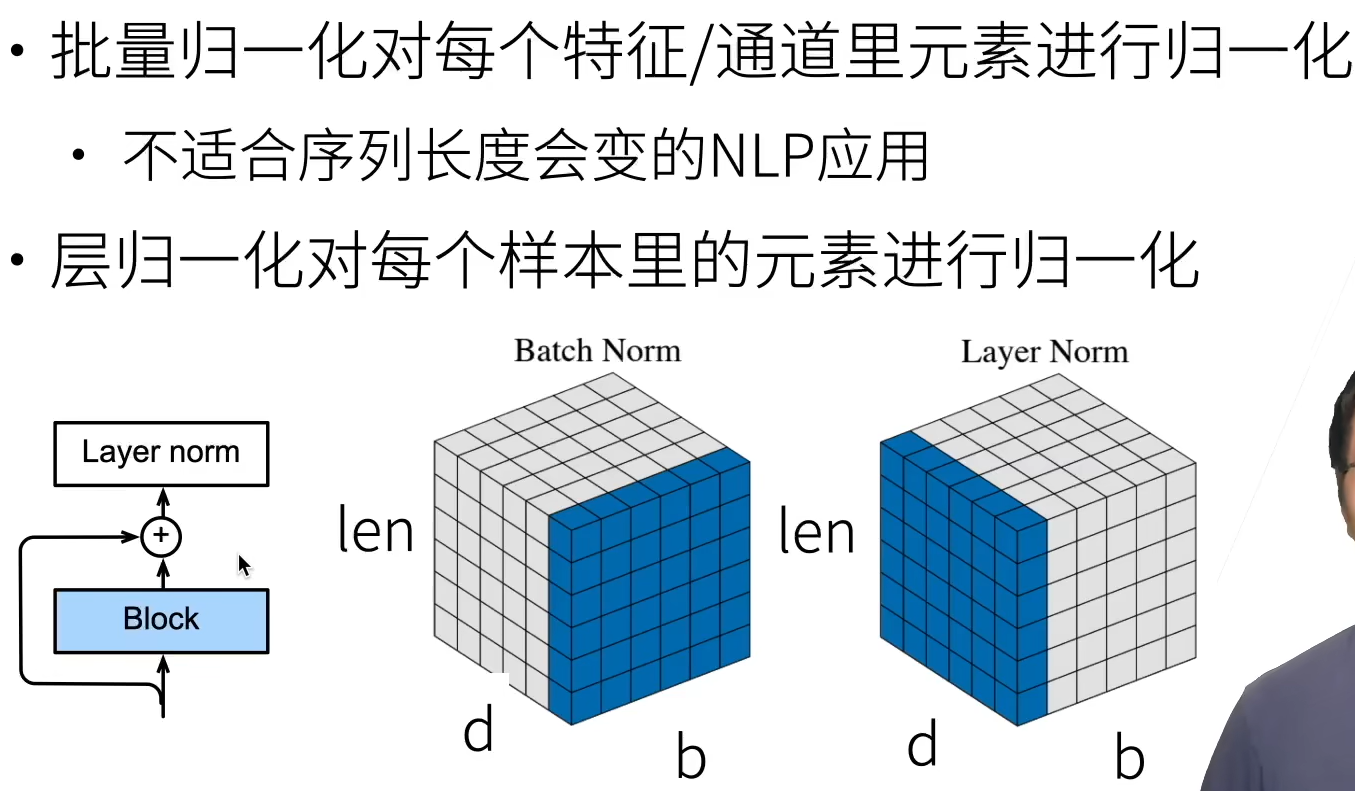 • 批量归一化对每个特征/通道里元素进行归一化
• 不适合序列长度会变的NLP应用
• 层归一化对每个样本里的元素进行归一化
Batch Norm
Layer Norm
Layer norm
+
Block
len
len
d
b
d
b